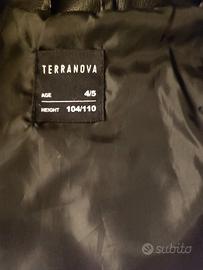 TERRANOVA
AGE 4/5
HEIGHT 104/110
subito